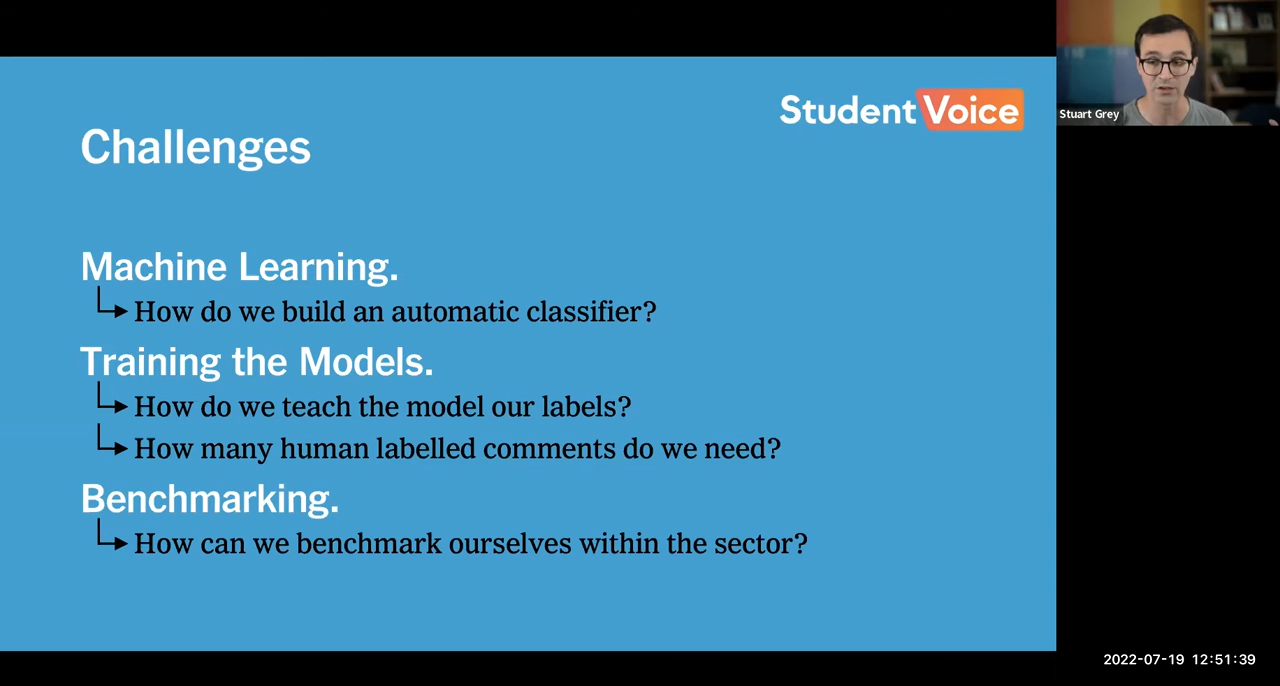 StudentVoice
Challenges
Machine Learning.
How do we build an automatic classifier?
Training the Models.
How do we teach the model our labels?
How many human labelled comments do we need?
Benchmarking.
How can we benchmark ourselves within the sector?
Stuart Grey
2022-07-19 12:51:39